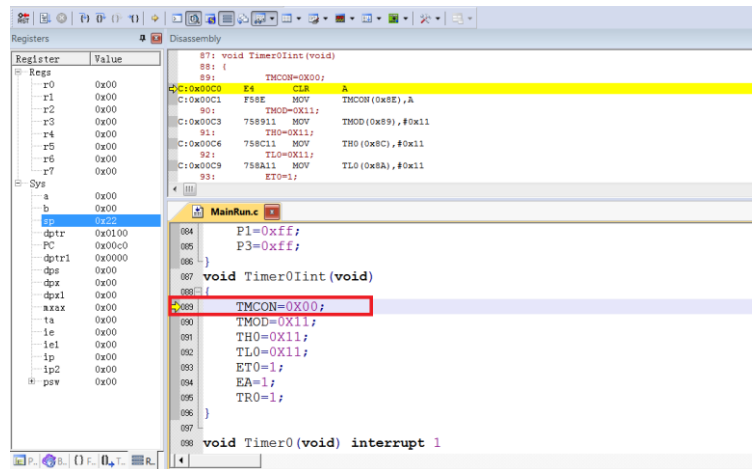 Registers
Register Value
Regs
r0 0x00
r1 0x00
r2 0x00
r3 0x00
r4 0x00
r5 0x00
r6 0x00
r7 0x00
Sys
a 0x00
b 0x00
sp 0x22
dptr 0x0100
PC 0x00c0
dptr1 0x0000
dps 0x00
dpx 0x00
dpx1 0x00
mxax 0x00
ta 0x00
ie 0x00
ie1 0x00
ip 0x00
ip2 0x00
psw 0x00
P.. B.. {} F.. T.. R..
Disassembly
87: void Timer0Iint(void)
88: {
89: TMCON=0X00;
C:0x00C0 E4 CLR A
C:0x00C1 F58E MOV TMCON(0x8E),A
90: TMOD=0X11;
C:0x00C3 758911 MOV TMOD(0x89),#0x11
91: TH0=0X11;
C:0x00C6 758C11 MOV TH0(0x8C),#0x11
92: TL0=0X11;
C:0x00C9 758A11 MOV TL0(0x8A),#0x11
93: ET0=1;
MainRun.c
084 P1=0xff;
085 P3=0xff;
086 }
087 void Timer0Iint(void)
088 {
089 TMCON=0X00;
090 TMOD=0X11;
091 TH0=0X11;
092 TL0=0X11;
093 ET0=1;
094 EA=1;
095 TR0=1;
096 }
097
098 void Timer0(void) interrupt 1